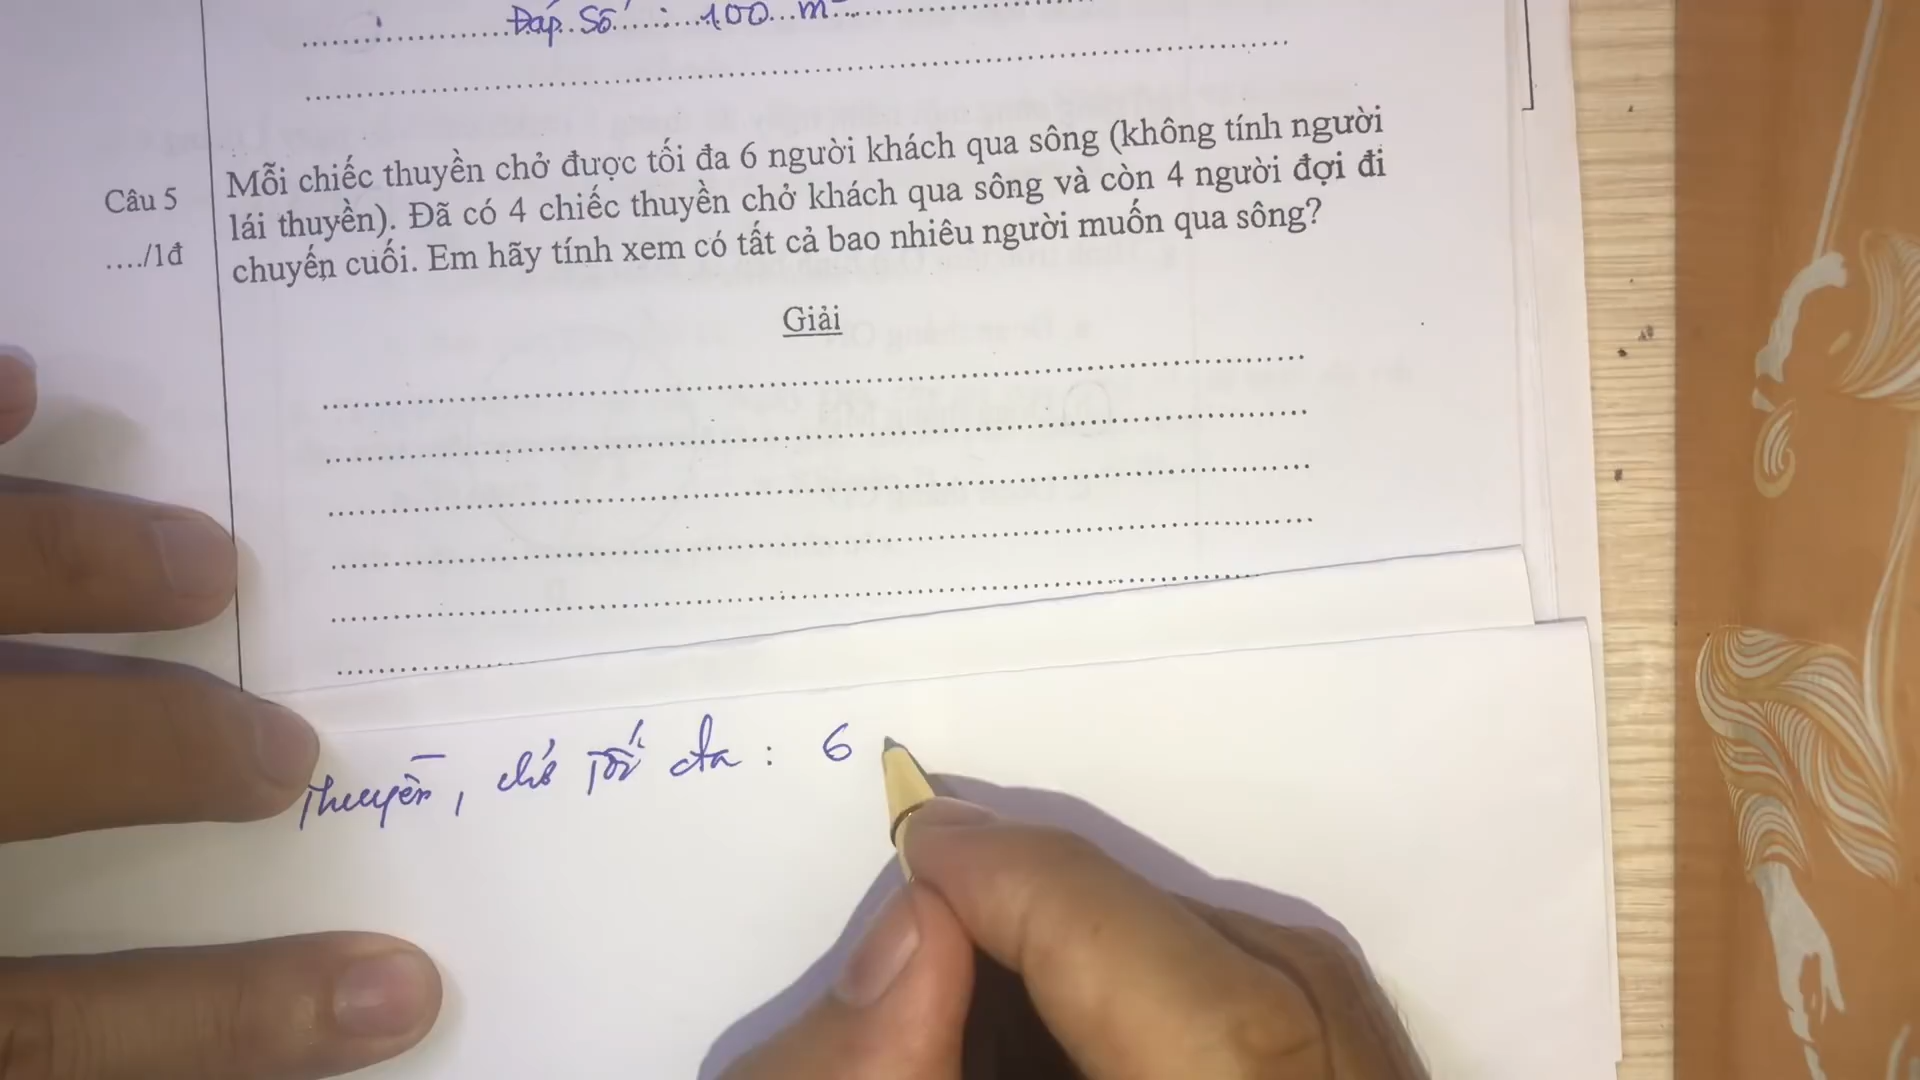 Đáp Số : 100 m
Câu 5
..../1đ
Mỗi chiếc thuyền chở được tối đa 6 người khách qua sông (không tính người
lái thuyền). Đã có 4 chiếc thuyền chở khách qua sông và còn 4 người đợi đi
chuyến cuối. Em hãy tính xem có tất cả bao nhiêu người muốn qua sông?
Giải
Thuyền, chở tối đa : 6